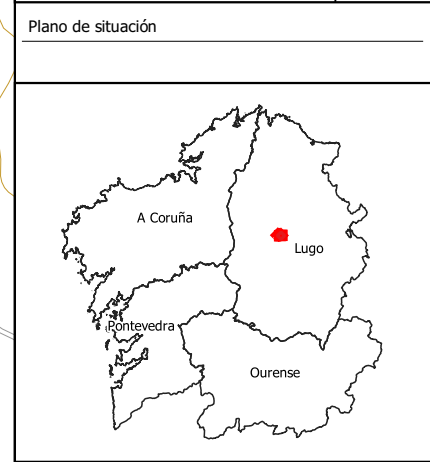 Plano de situación
A Coruña
Lugo
Pontevedra
Ourense